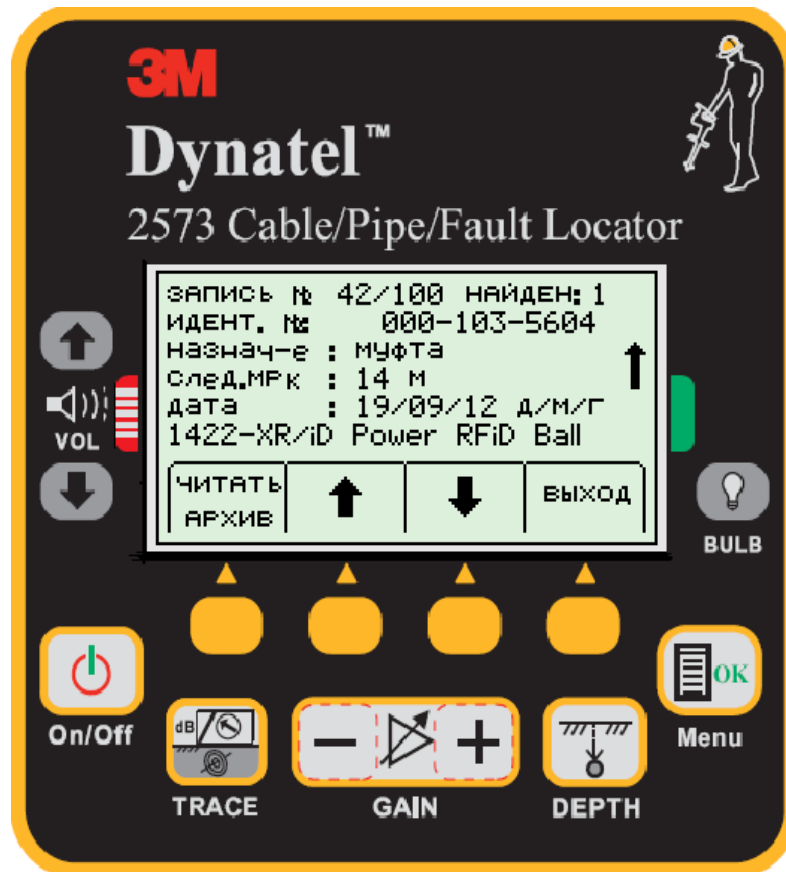 3M
Dynatel™
2573 Cable/Pipe/Fault Locator
запись № 42/100 найден: 1
идент. №: 000-103-5604
назнач-е : муфта
след.мрк : 14 м
дата : 19/09/12 д/м/г
1422-XR/iD Power RFiD Ball
ЧИТАТЬ
АРХИВ
ВЫХОД
VOL
BULB
On/Off
OK
Menu
dB
TRACE
GAIN
DEPTH